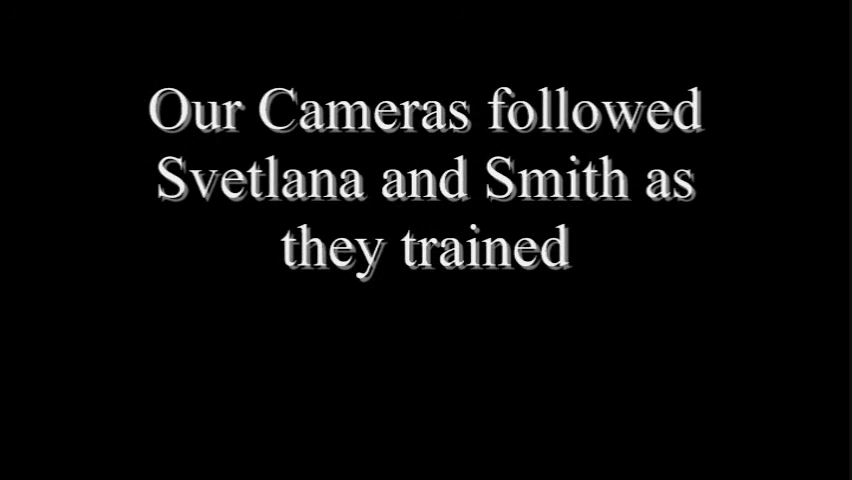 Our Cameras followed
Svetlana and Smith as
they trained